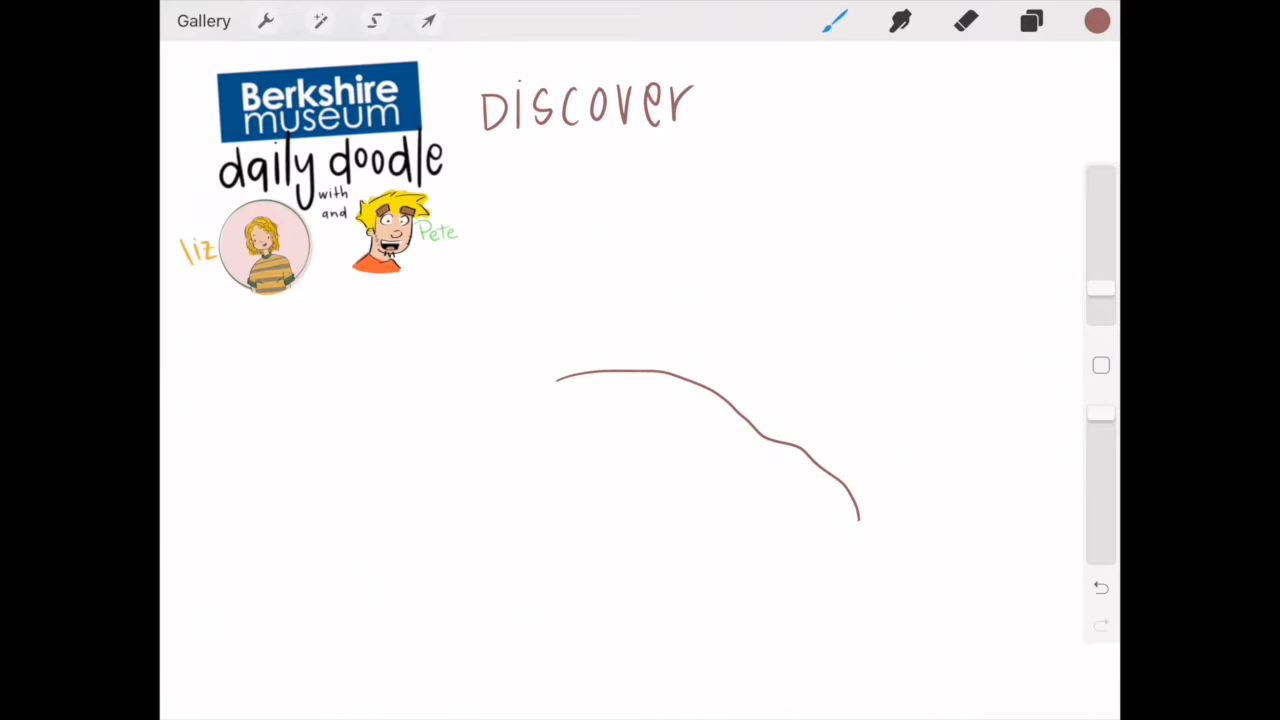 Gallery
Berkshire
museum
Discover
daily doodle
with
and
liz
Pete